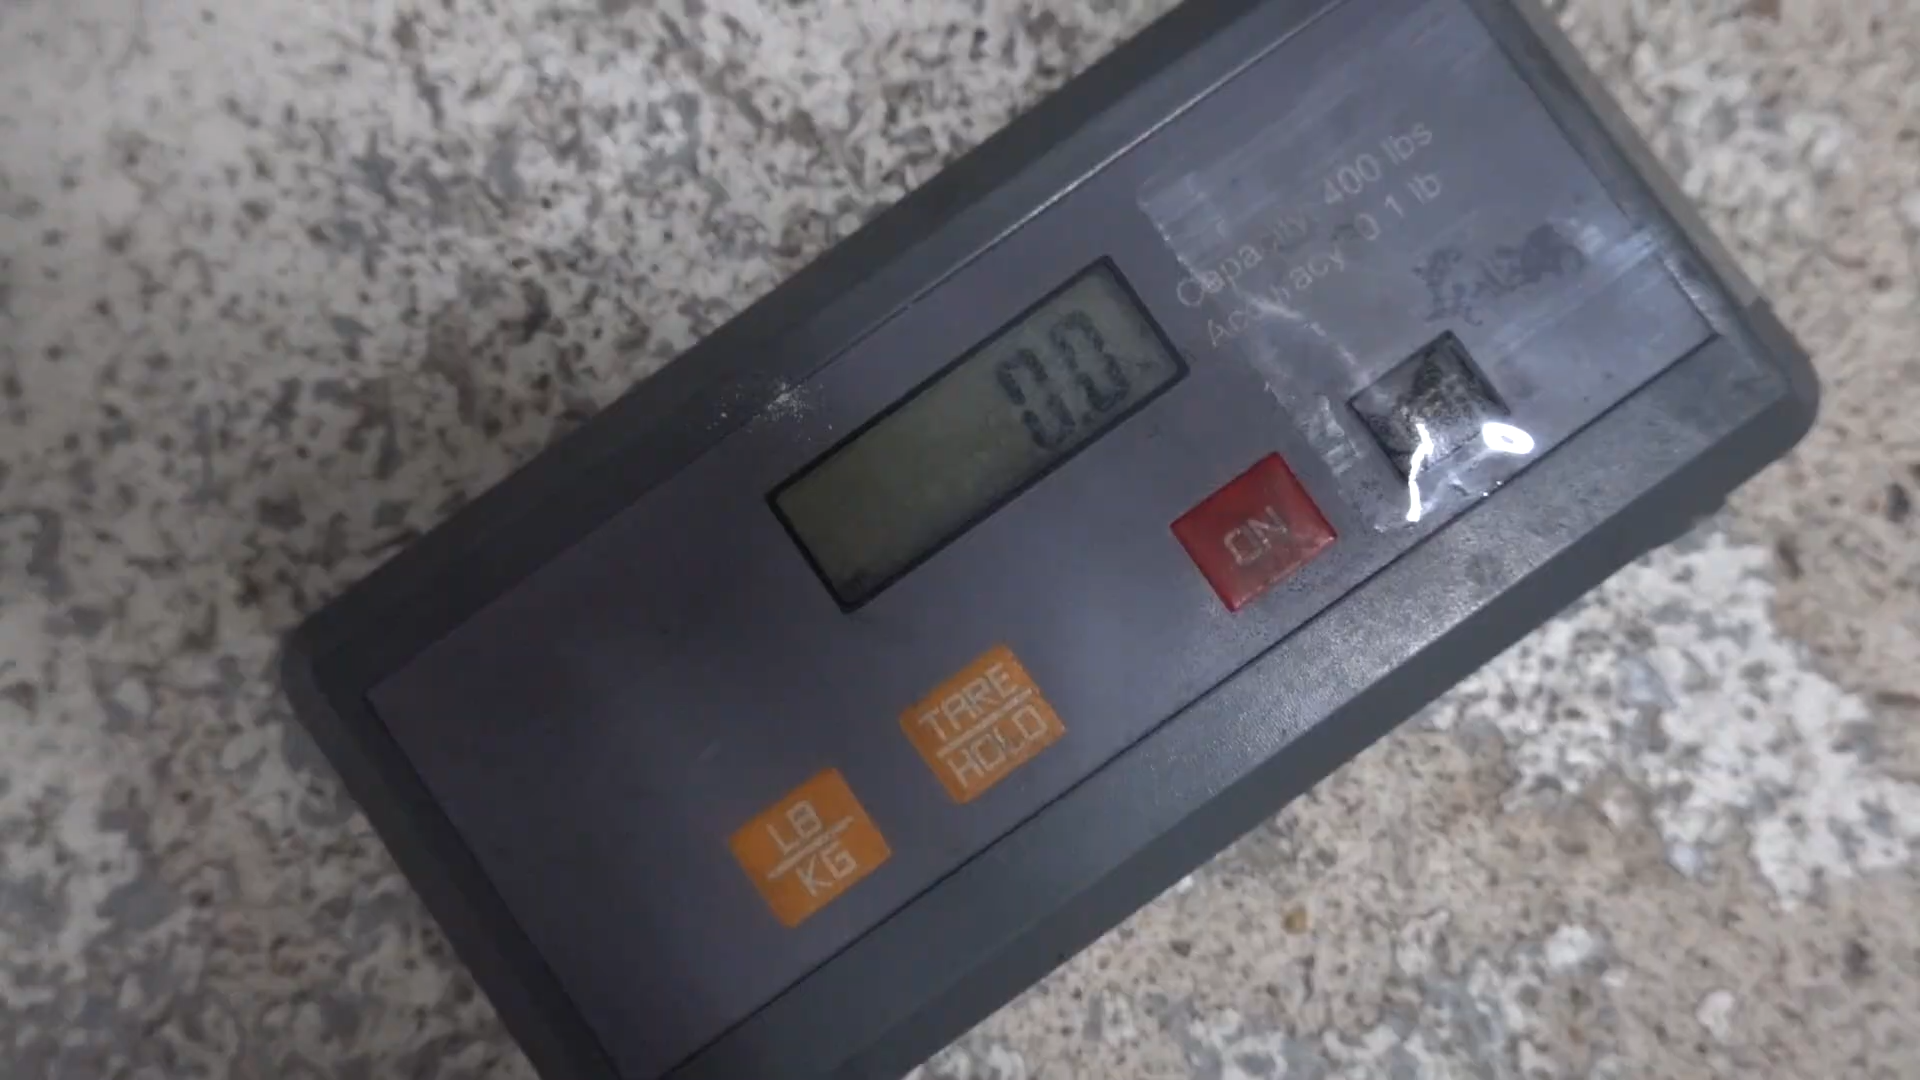 Capacity: 400 lbs
Accuracy: 0.1 lb
0.0
ON
TARE
HOLD
LB
KG